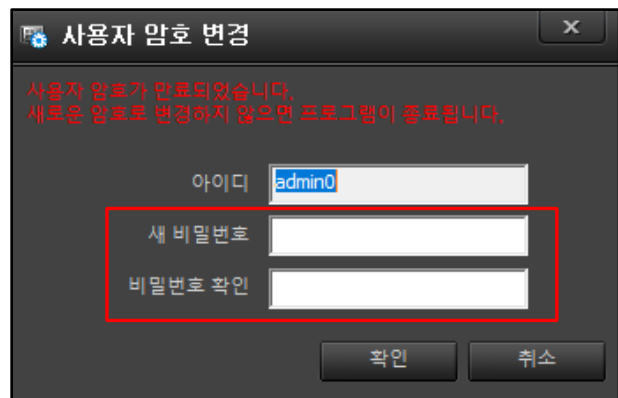 사용자 암호 변경
x
사용자 암호가 만료되었습니다.
새로운 암호로 변경하지 않으면 프로그램이 종료됩니다.
아이디 admin0
새 비밀번호
비밀번호 확인
확인 취소